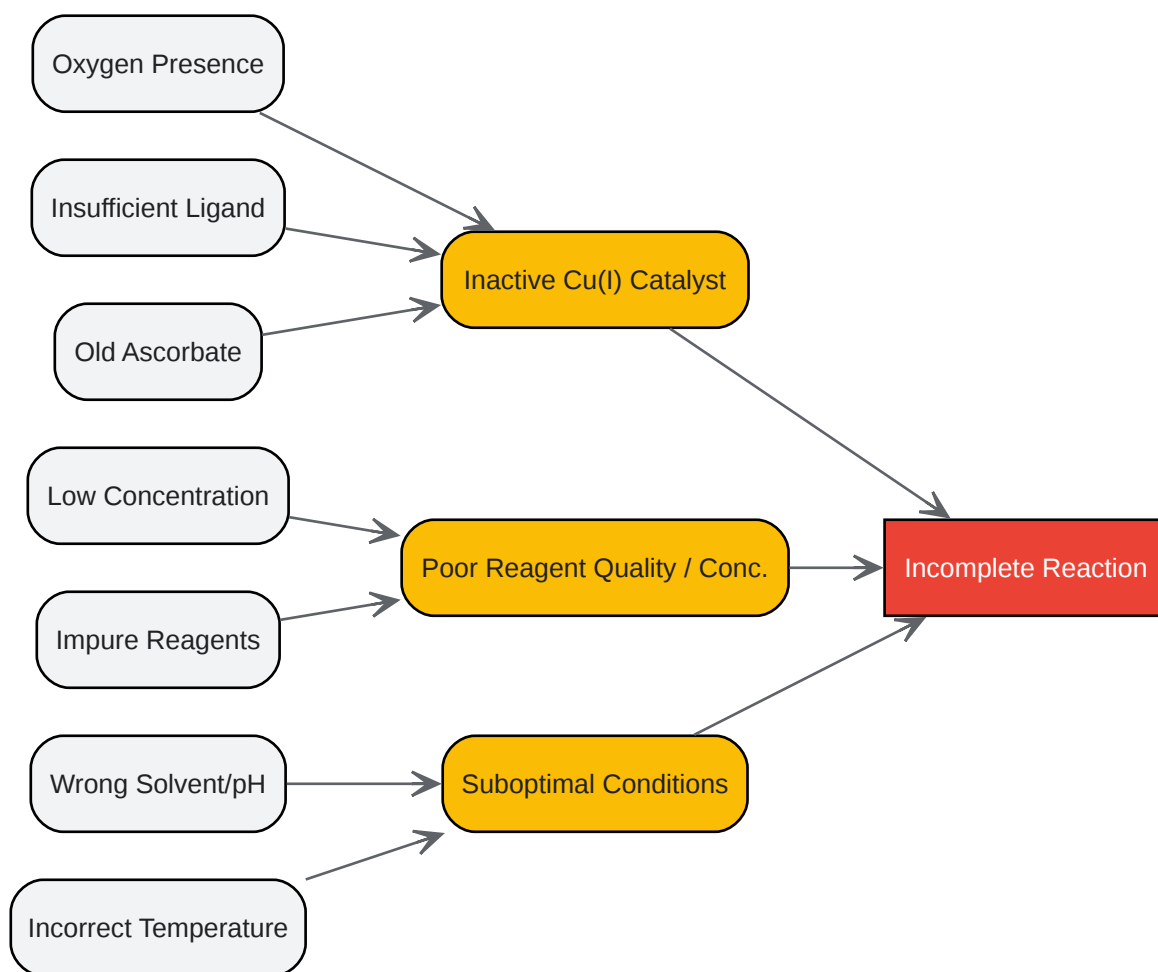 Oxygen Presence
Insufficient Ligand
Inactive Cu(I) Catalyst
Old Ascorbate
Low Concentration
Poor Reagent Quality / Conc.
Incomplete Reaction
Impure Reagents
Wrong Solvent/pH
Suboptimal Conditions
Incorrect Temperature